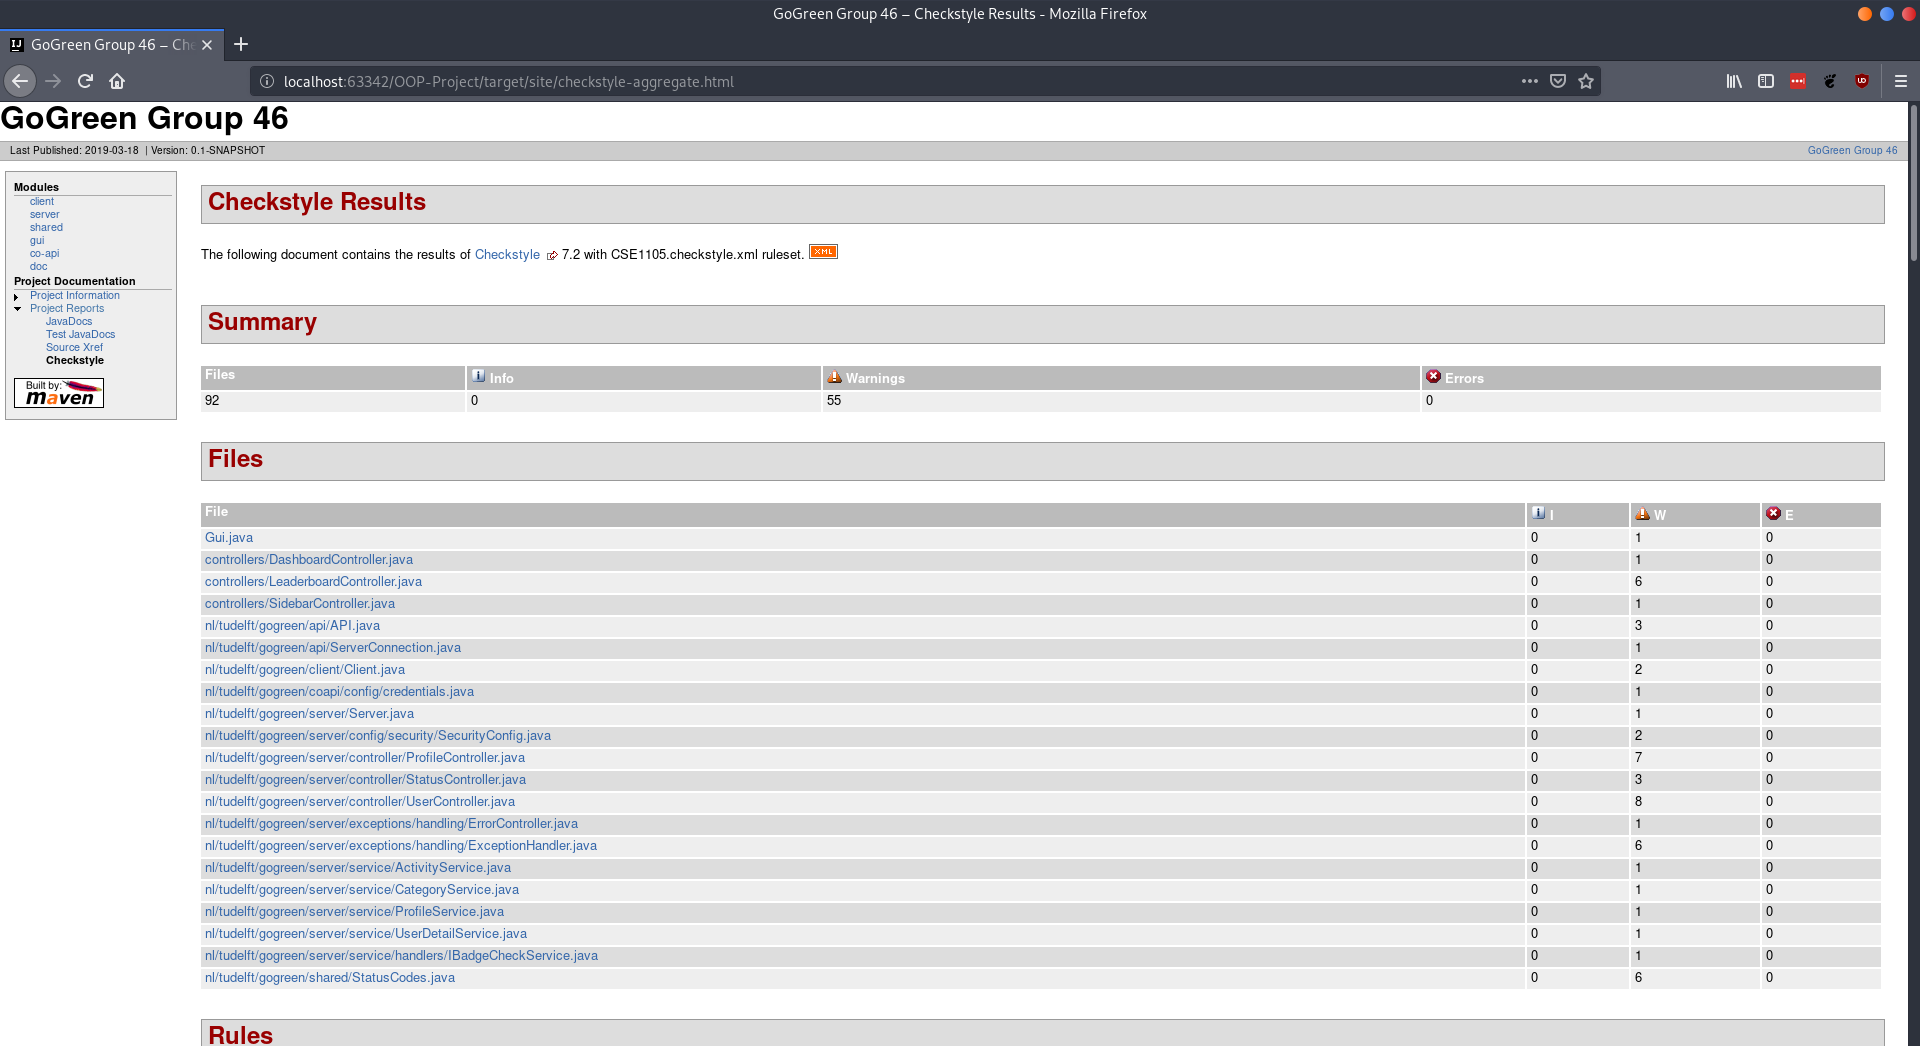 GoGreen Group 46 – Checkstyle Results - Mozilla Firefox
GoGreen Group 46 – Che
localhost:63342/OOP-Project/target/site/checkstyle-aggregate.html
GoGreen Group 46
Last Published: 2019-03-18 | Version: 0.1-SNAPSHOT
GoGreen Group 46
Modules
client
server
shared
gui
co-api
doc
Project Documentation
Project Information
Project Reports
JavaDocs
Test JavaDocs
Source Xref
Checkstyle
Built by:
maven
Checkstyle Results
The following document contains the results of Checkstyle 7.2 with CSE1105.checkstyle.xml ruleset. XML
Summary
Files Info Warnings Errors
92 0 55 0
Files
File I W E
Gui.java 0 1 0
controllers/DashboardController.java 0 1 0
controllers/LeaderboardController.java 0 6 0
controllers/SidebarController.java 0 1 0
nl/tudelft/gogreen/api/API.java 0 3 0
nl/tudelft/gogreen/api/ServerConnection.java 0 1 0
nl/tudelft/gogreen/client/Client.java 0 2 0
nl/tudelft/gogreen/coapi/config/credentials.java 0 1 0
nl/tudelft/gogreen/server/Server.java 0 1 0
nl/tudelft/gogreen/server/config/security/SecurityConfig.java 0 2 0
nl/tudelft/gogreen/server/controller/ProfileController.java 0 7 0
nl/tudelft/gogreen/server/controller/StatusController.java 0 3 0
nl/tudelft/gogreen/server/controller/UserController.java 0 8 0
nl/tudelft/gogreen/server/exceptions/handling/ErrorController.java 0 1 0
nl/tudelft/gogreen/server/exceptions/handling/ExceptionHandler.java 0 6 0
nl/tudelft/gogreen/server/service/ActivityService.java 0 1 0
nl/tudelft/gogreen/server/service/CategoryService.java 0 1 0
nl/tudelft/gogreen/server/service/ProfileService.java 0 1 0
nl/tudelft/gogreen/server/service/UserDetailService.java 0 1 0
nl/tudelft/gogreen/server/service/handlers/IBadgeCheckService.java 0 1 0
nl/tudelft/gogreen/shared/StatusCodes.java 0 6 0
Rules